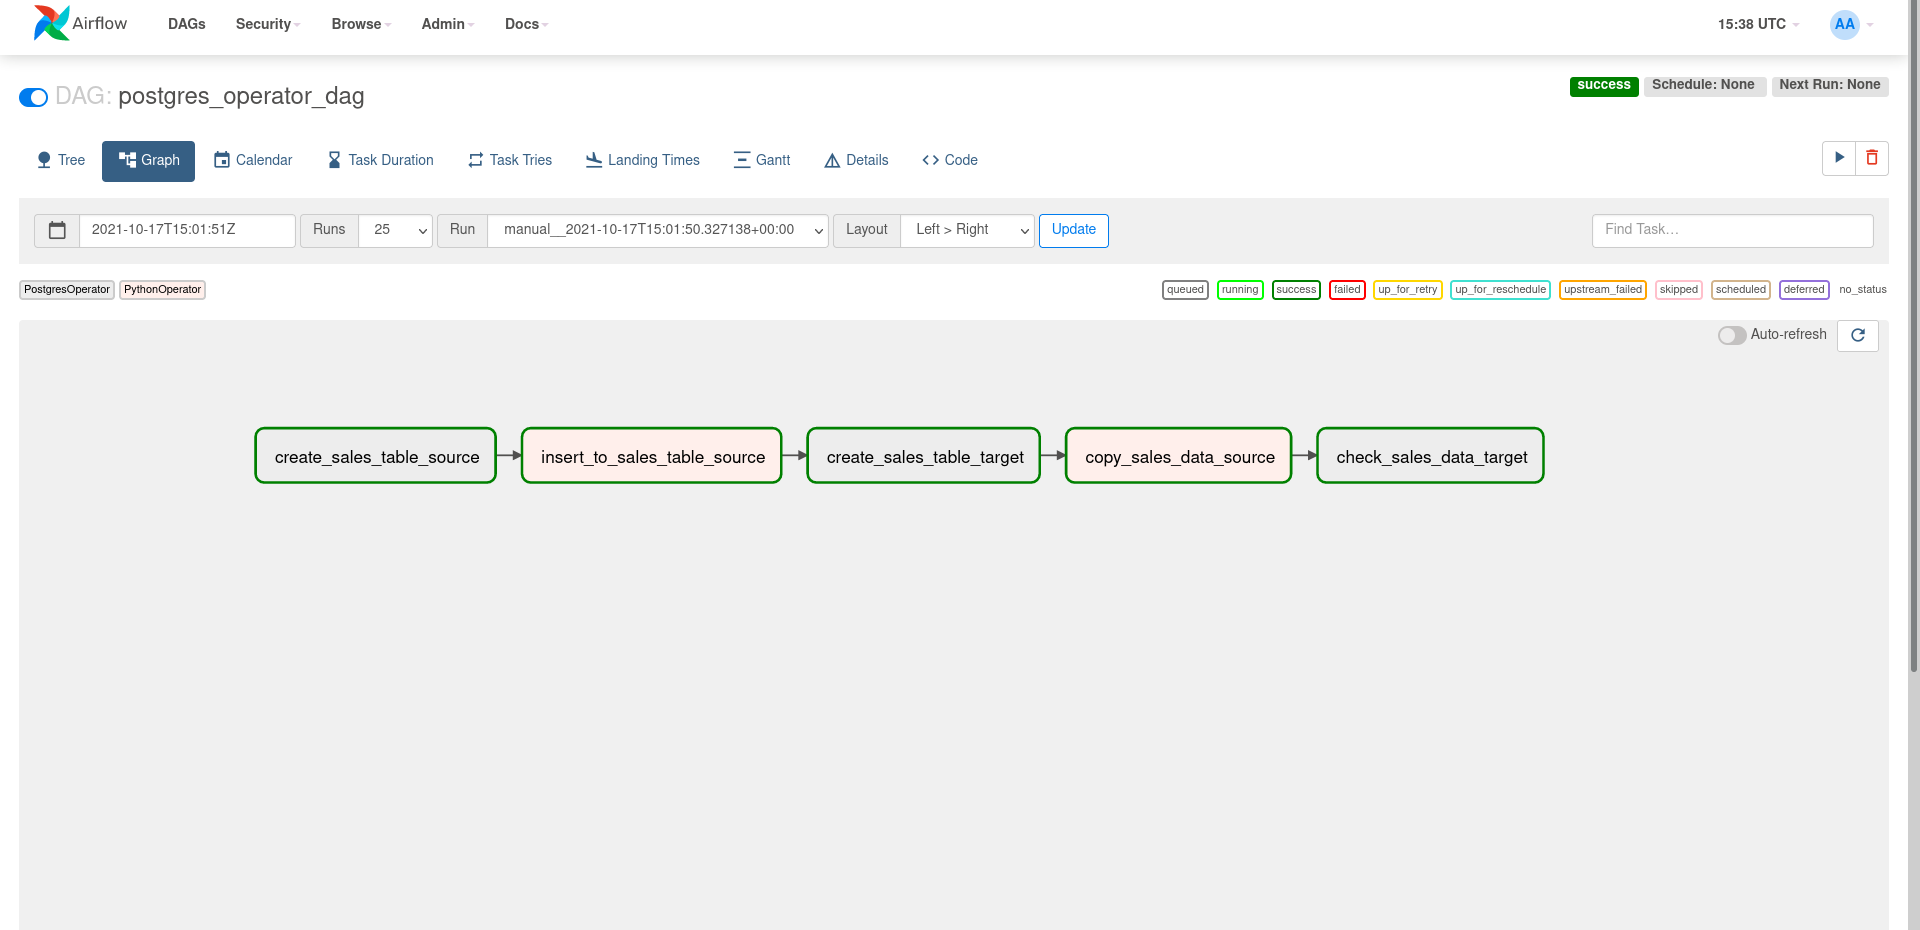 Airflow DAGs Security Browse Admin Docs 15:38 UTC AA
DAG: postgres_operator_dag success Schedule: None Next Run: None
Tree Graph Calendar Task Duration Task Tries Landing Times Gantt Details Code
2021-10-17T15:01:51Z Runs 25 Run manual__2021-10-17T15:01:50.327138+00:00 Layout Left > Right Update Find Task…
PostgresOperator PythonOperator queued running success failed up_for_retry up_for_reschedule upstream_failed skipped scheduled deferred no_status
Auto-refresh
create_sales_table_source insert_to_sales_table_source create_sales_table_target copy_sales_data_source check_sales_data_target